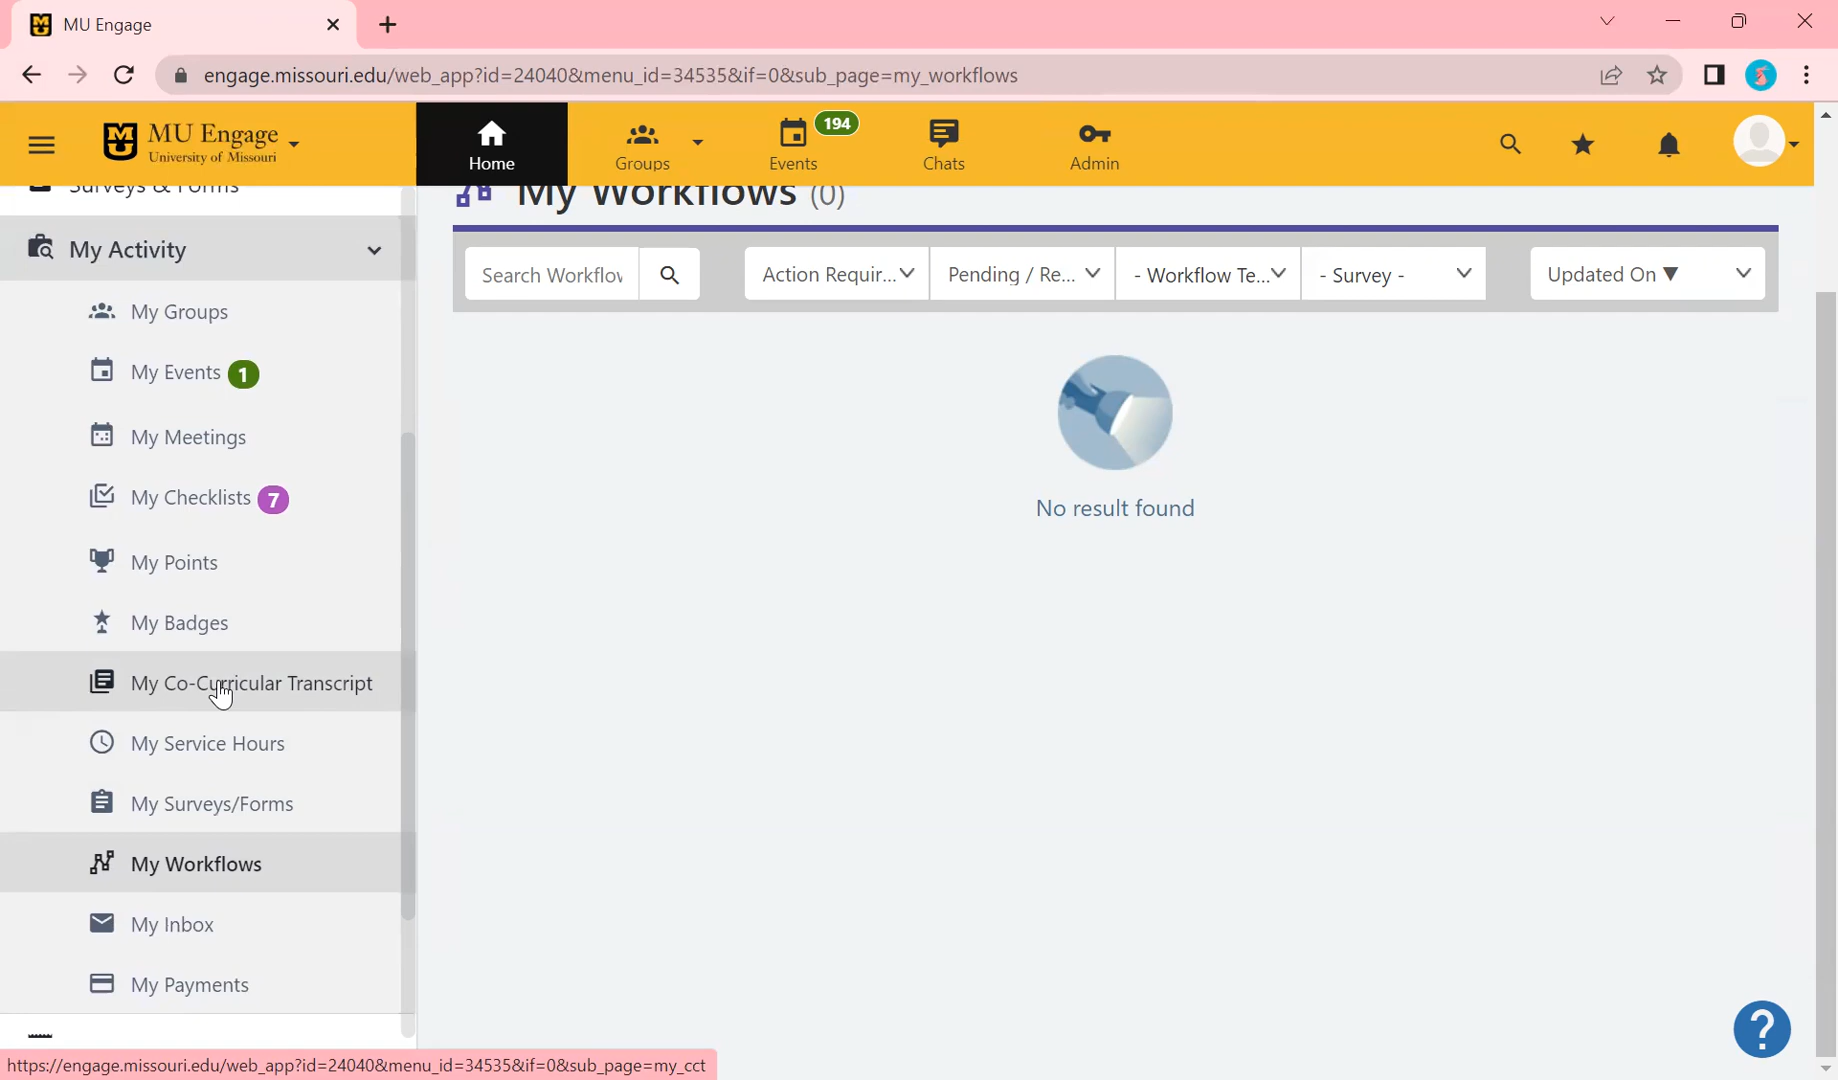 MU Engage
engage.missouri.edu/web_app?id=24040&menu_id=34535&if=0&sub_page=my_workflows
MU Engage
University of Missouri
Home
Groups
Events
194
Chats
Admin
Surveys & Forms
My Workflows (0)
My Activity
Search Workflov
Action Requir...
Pending / Re...
- Workflow Te...
- Survey -
Updated On ▼
My Groups
My Events 1
My Meetings
My Checklists 7
My Points
My Badges
My Co-Curricular Transcript
My Service Hours
My Surveys/Forms
My Workflows
My Inbox
My Payments
No result found
?
https://engage.missouri.edu/web_app?id=24040&menu_id=34535&if=0&sub_page=my_cct